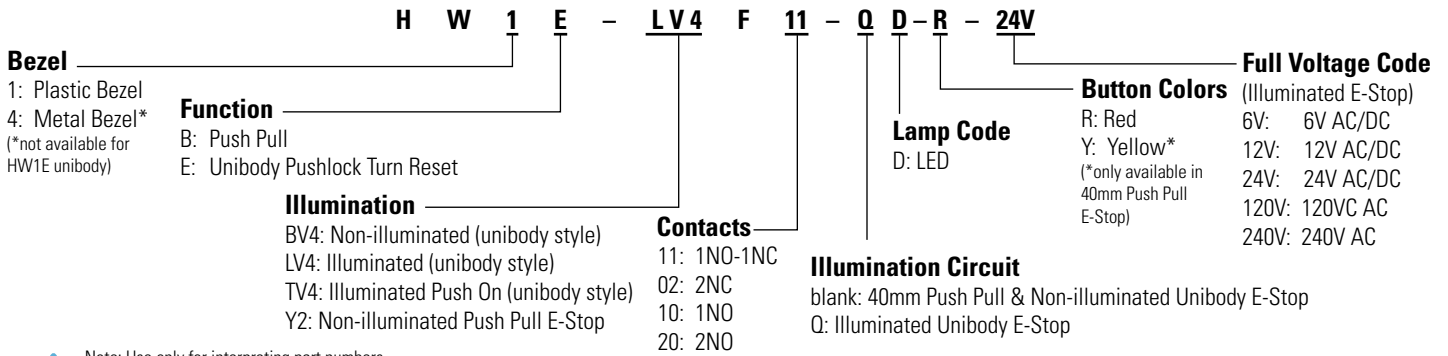 H W 1 E – LV4 F 11 – Q D – R – 24V
Bezel
1: Plastic Bezel
4: Metal Bezel*
(*not available for
HW1E unibody)
Function
B: Push Pull
E: Unibody Pushlock Turn Reset
Illumination
BV4: Non-illuminated (unibody style)
LV4: Illuminated (unibody style)
TV4: Illuminated Push On (unibody style)
Y2: Non-illuminated Push Pull E-Stop
Contacts
11: 1NO-1NC
02: 2NC
10: 1NO
20: 2NO
Illumination Circuit
blank: 40mm Push Pull & Non-illuminated Unibody E-Stop
Q: Illuminated Unibody E-Stop
Lamp Code
D: LED
Button Colors
R: Red
Y: Yellow*
(*only available in
40mm Push Pull
E-Stop)
Full Voltage Code
(Illuminated E-Stop)
6V: 6V AC/DC
12V: 12V AC/DC
24V: 24V AC/DC
120V: 120VC AC
240V: 240V AC
Note: Use only for interpreting part numbers